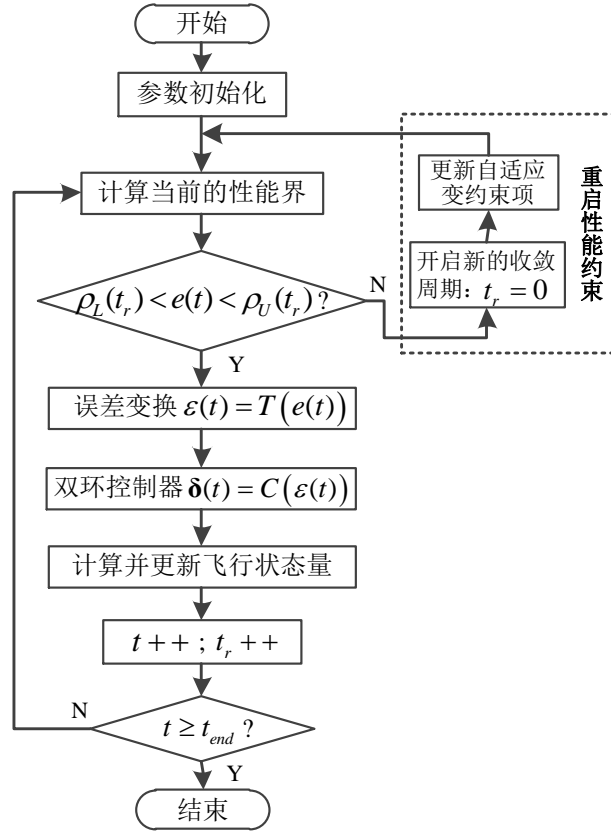 开始
参数初始化
计算当前的性能界
ρ_L(t_r)<e(t)<ρ_U(t_r)?
N
Y
更新自适应
变约束项
开启新的收敛
周期：t_r=0
重启性能约束
误差变换 ε(t)=T(e(t))
双环控制器 δ(t)=C(ε(t))
计算并更新飞行状态量
t++；t_r++
N
t≥t_end?
Y
结束